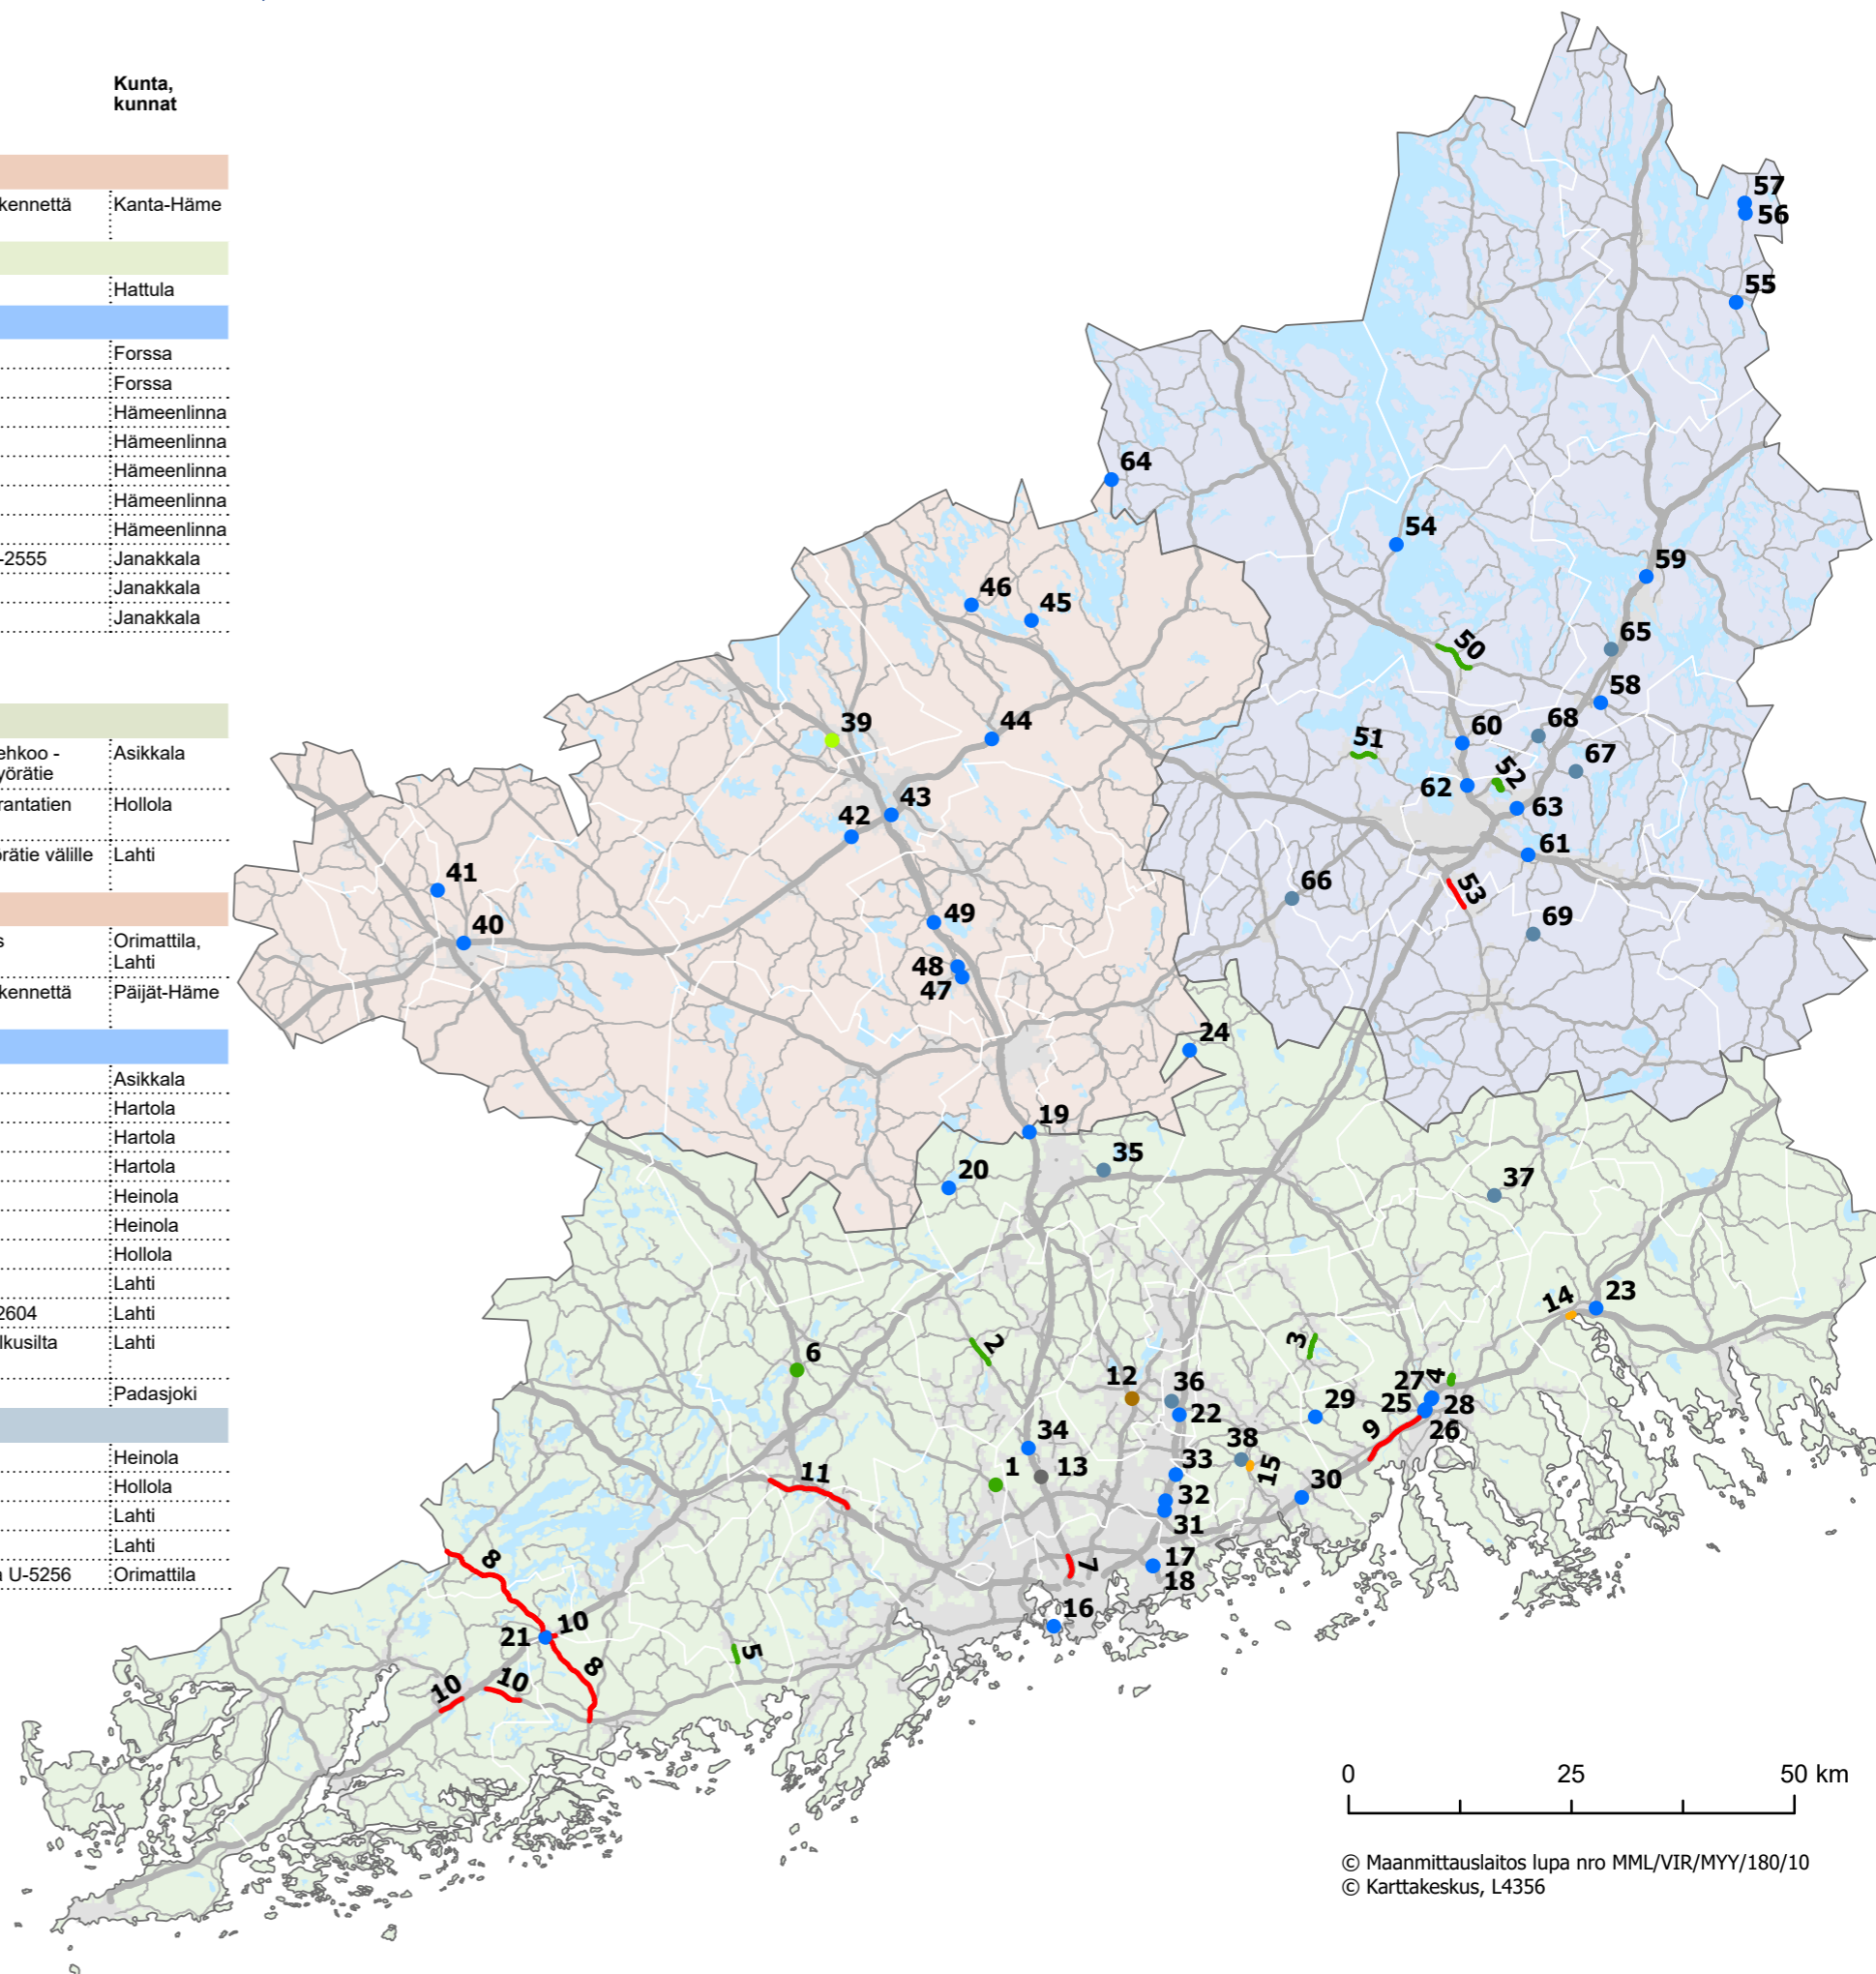 Kunta,
kunnat
kennettä Kanta-Häme
Hattula
Forssa
Forssa
Hämeenlinna
Hämeenlinna
Hämeenlinna
Hämeenlinna
Hämeenlinna
-2555 Janakkala
Janakkala
Janakkala
ehkoo - Asikkala
yörätie
rantatien Hollola
örätie välille Lahti
s Orimattila,
Lahti
kennettä Päijät-Häme
Asikkala
Hartola
Hartola
Hartola
Heinola
Heinola
Hollola
Lahti
2604 Lahti
lkusilta Lahti
Padasjoki
Heinola
Hollola
Lahti
Lahti
a U-5256 Orimattila
57
56
55
64
54
59
46
45
65
50
58
39
44
60
68
51
67
52
62
43
63
42
61
41
66
53
49
69
40
48
47
24
19
35
20
37
23
14
2
3
6
12
27
4
36
25
28
29
22
26
9
34
38
1
13
33
15
11
32
30
31
8
7
17
18
16
10
21
5
8
10
10
0 25 50 km
© Maanmittauslaitos lupa nro MML/VIR/MYY/180/10
© Karttakeskus, L4356